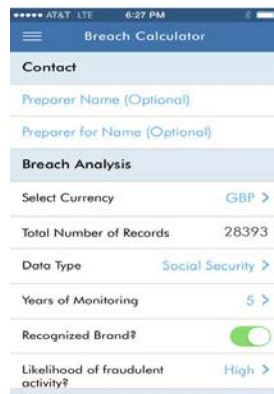 AT&T LTE 6:27 PM
Breach Calculator
Contact
Preparer Name (Optional)
Preparer for Name (Optional)
Breach Analysis
Select Currency GBP >
Total Number of Records 28393
Data Type Social Security >
Years of Monitoring 5 >
Recognized Brand?
Likelihood of fraudulent High >
activity?